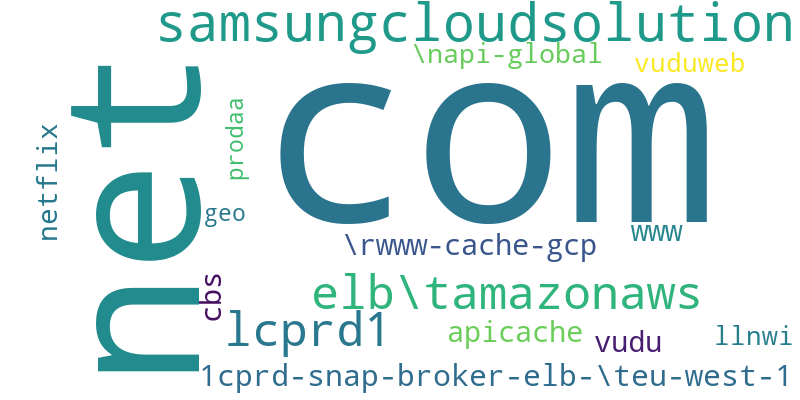 samsungcloudsolution
\napi-global
vuduweb
net
com
prodaa
netflix
geo
www
\rwww-cache-gcp
cbs
elb\tamazonaws
lcprd1
apicache
vudu
llnwi
1cprd-snap-broker-elb-\teu-west-1